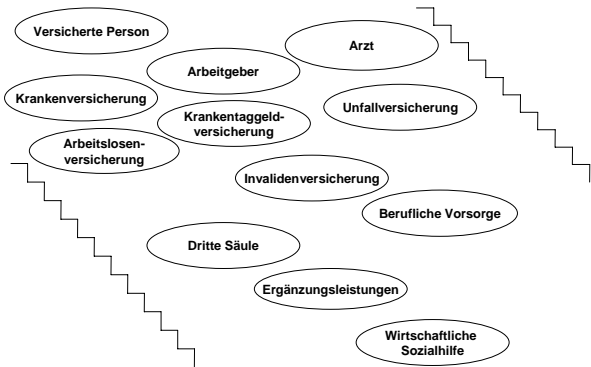 Versicherte Person
Arzt
Arbeitgeber
Krankenversicherung
Unfallversicherung
Krankentaggeld-
versicherung
Arbeitslosen-
versicherung
Invalidenversicherung
Berufliche Vorsorge
Dritte Säule
Ergänzungsleistungen
Wirtschaftliche
Sozialhilfe